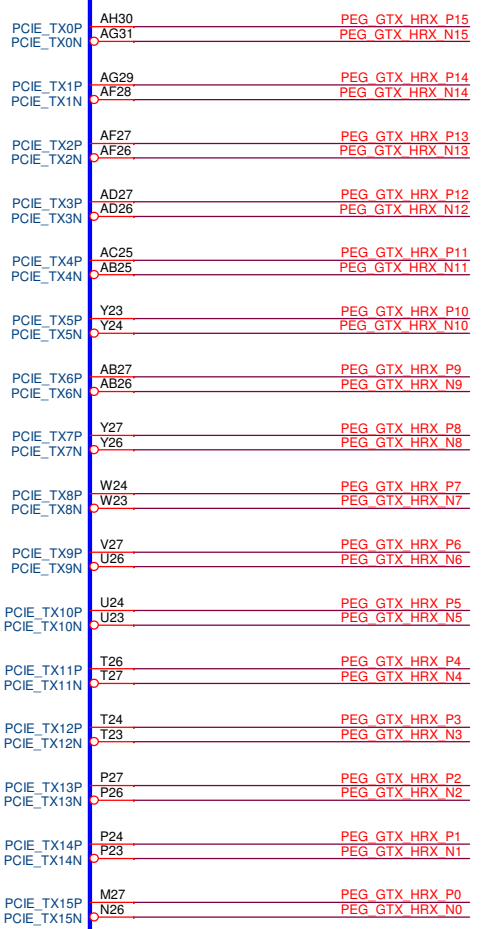 PCIE_TX0P AH30 PEG_GTX_HRX_P15
PCIE_TX0N AG31 PEG_GTX_HRX_N15
PCIE_TX1P AG29 PEG_GTX_HRX_P14
PCIE_TX1N AF28 PEG_GTX_HRX_N14
PCIE_TX2P AF27 PEG_GTX_HRX_P13
PCIE_TX2N AF26 PEG_GTX_HRX_N13
PCIE_TX3P AD27 PEG_GTX_HRX_P12
PCIE_TX3N AD26 PEG_GTX_HRX_N12
PCIE_TX4P AC25 PEG_GTX_HRX_P11
PCIE_TX4N AB25 PEG_GTX_HRX_N11
PCIE_TX5P Y23 PEG_GTX_HRX_P10
PCIE_TX5N Y24 PEG_GTX_HRX_N10
PCIE_TX6P AB27 PEG_GTX_HRX_P9
PCIE_TX6N AB26 PEG_GTX_HRX_N9
PCIE_TX7P Y27 PEG_GTX_HRX_P8
PCIE_TX7N Y26 PEG_GTX_HRX_N8
PCIE_TX8P W24 PEG_GTX_HRX_P7
PCIE_TX8N W23 PEG_GTX_HRX_N7
PCIE_TX9P V27 PEG_GTX_HRX_P6
PCIE_TX9N U26 PEG_GTX_HRX_N6
PCIE_TX10P U24 PEG_GTX_HRX_P5
PCIE_TX10N U23 PEG_GTX_HRX_N5
PCIE_TX11P T26 PEG_GTX_HRX_P4
PCIE_TX11N T27 PEG_GTX_HRX_N4
PCIE_TX12P T24 PEG_GTX_HRX_P3
PCIE_TX12N T23 PEG_GTX_HRX_N3
PCIE_TX13P P27 PEG_GTX_HRX_P2
PCIE_TX13N P26 PEG_GTX_HRX_N2
PCIE_TX14P P24 PEG_GTX_HRX_P1
PCIE_TX14N P23 PEG_GTX_HRX_N1
PCIE_TX15P M27 PEG_GTX_HRX_P0
PCIE_TX15N N26 PEG_GTX_HRX_N0